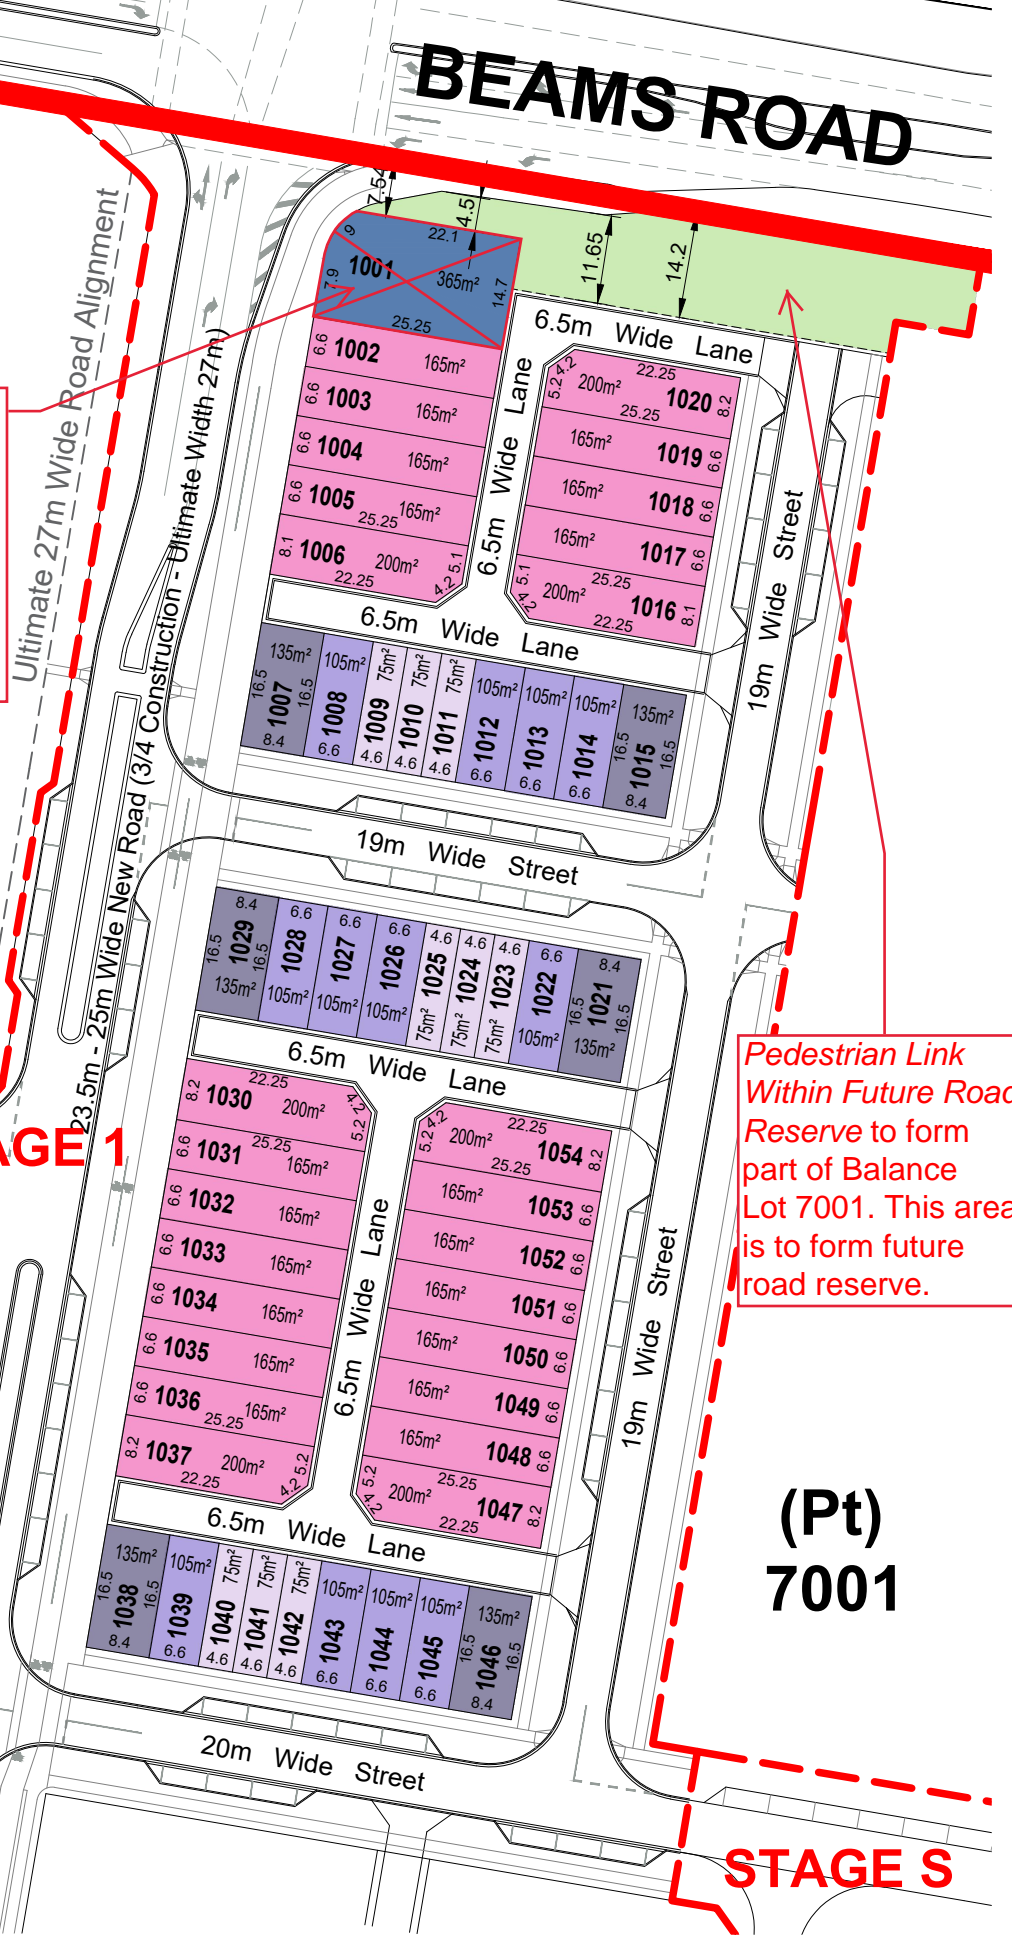 BEAMS ROAD
7.54
4.5
11.65
14.2
9
22.1
1001
365m²
7.9
14.7
25.25
6.5m Wide Lane
6.6 1002 165m²
6.6 1003 165m²
6.6 1004 165m²
6.6 1005 165m²
25.25
8.1 1006 200m² 5.1
22.25 4.2
6.5m Wide Lane
4.2 22.25
5.2 200m² 1020 8.2
25.25
165m² 1019 6.6
165m² 1018 6.6
165m² 1017 6.6
5.1 25.25
200m² 1016 8.1
4.2 22.25
6.5m Wide Lane
19m Wide Street
Ultimate 27m Wide Road Alignment
23.5m - 25m Wide New Road (3/4 Construction - Ultimate Width 27m)
135m² 105m² 75m² 75m² 75m² 105m² 105m² 105m² 135m²
16.5 1007 16.5 1008 1009 1010 1011 1012 1013 1014 16.5 1015 16.5
8.4 6.6 4.6 4.6 4.6 6.6 6.6 6.6 8.4
19m Wide Street
8.4 6.6 6.6 6.6 4.6 4.6 4.6 6.6 8.4
16.5 1029 16.5 1028 1027 1026 1025 1024 1023 1022 16.5 1021 16.5
135m² 105m² 105m² 105m² 75m² 75m² 75m² 105m² 135m²
6.5m Wide Lane
22.25 4.2
8.2 1030 200m² 5.2
25.25
6.6 1031 165m²
6.6 1032 165m²
6.6 1033 165m²
6.6 1034 165m²
6.6 1035 165m²
6.6 1036 165m²
25.25
8.2 1037 200m² 5.2
22.25 4.2
6.5m Wide Lane
4.2 22.25
5.2 200m² 1054 8.2
25.25
165m² 1053 6.6
1052 6.6
165m² 1051 6.6
165m² 1050 6.6
165m² 1049 6.6
165m² 1048 6.6
5.2 25.25
200m² 1047 8.2
4.2 22.25
19m Wide Street
Pedestrian Link
Within Future Road
Reserve to form
part of Balance
Lot 7001. This area
is to form future
road reserve.
AGE 1
6.5m Wide Lane
135m² 105m² 75m² 75m² 75m² 105m² 105m² 105m² 135m²
16.5 1038 16.5 1039 1040 1041 1042 1043 1044 1045 16.5 1046 16.5
8.4 6.6 4.6 4.6 4.6 6.6 6.6 6.6 8.4
(Pt)
7001
20m Wide Street
STAGE S